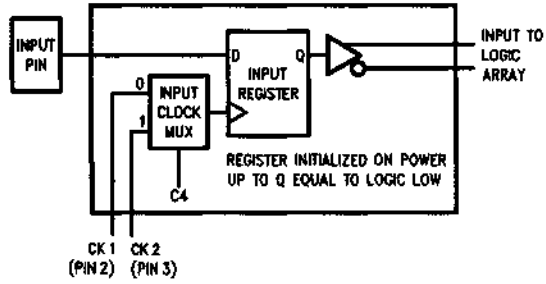 INPUT
PIN
D
Q
INPUT
REGISTER
INPUT TO
LOGIC
ARRAY
0
1
INPUT
CLOCK
MUX
C4
REGISTER INITIALIZED ON POWER
UP TO Q EQUAL TO LOGIC LOW
CK 1
(PIN 2)
CK 2
(PIN 3)